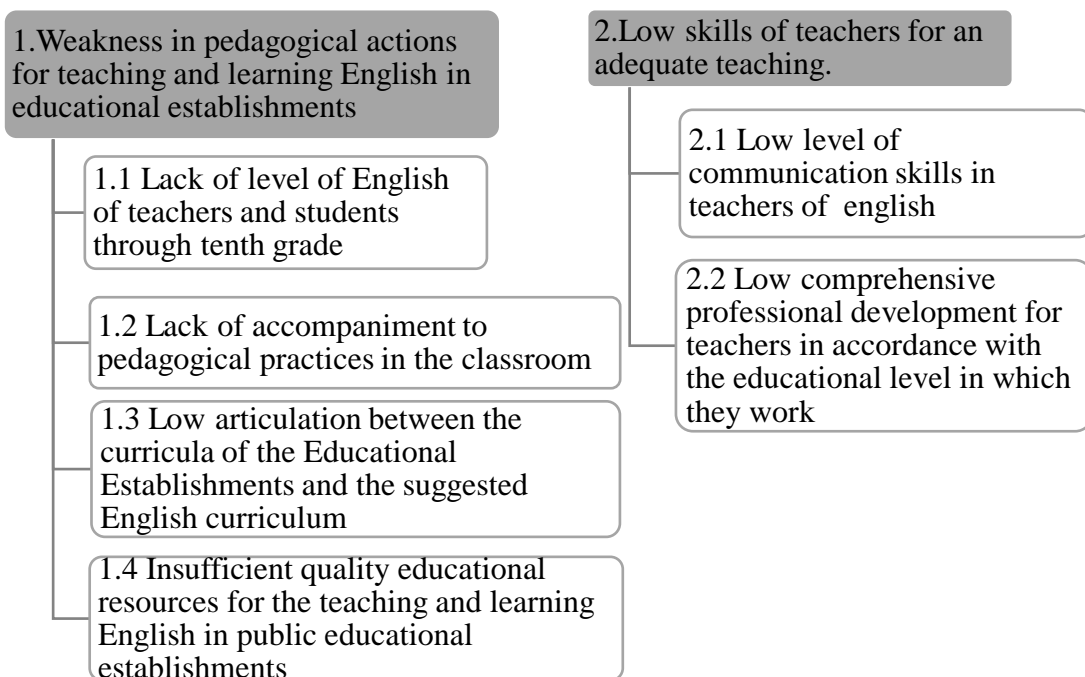 1.Weakness in pedagogical actions
for teaching and learning English in
educational establishments
1.1 Lack of level of English
of teachers and students
through tenth grade
1.2 Lack of accompaniment to
pedagogical practices in the classroom
1.3 Low articulation between the
curricula of the Educational
Establishments and the suggested
English curriculum
1.4 Insufficient quality educational
resources for the teaching and learning
English in public educational
establishments
2.Low skills of teachers for an
adequate teaching.
2.1 Low level of
communication skills in
teachers of  english
2.2 Low comprehensive
professional development for
teachers in accordance with
the educational level in which
they work